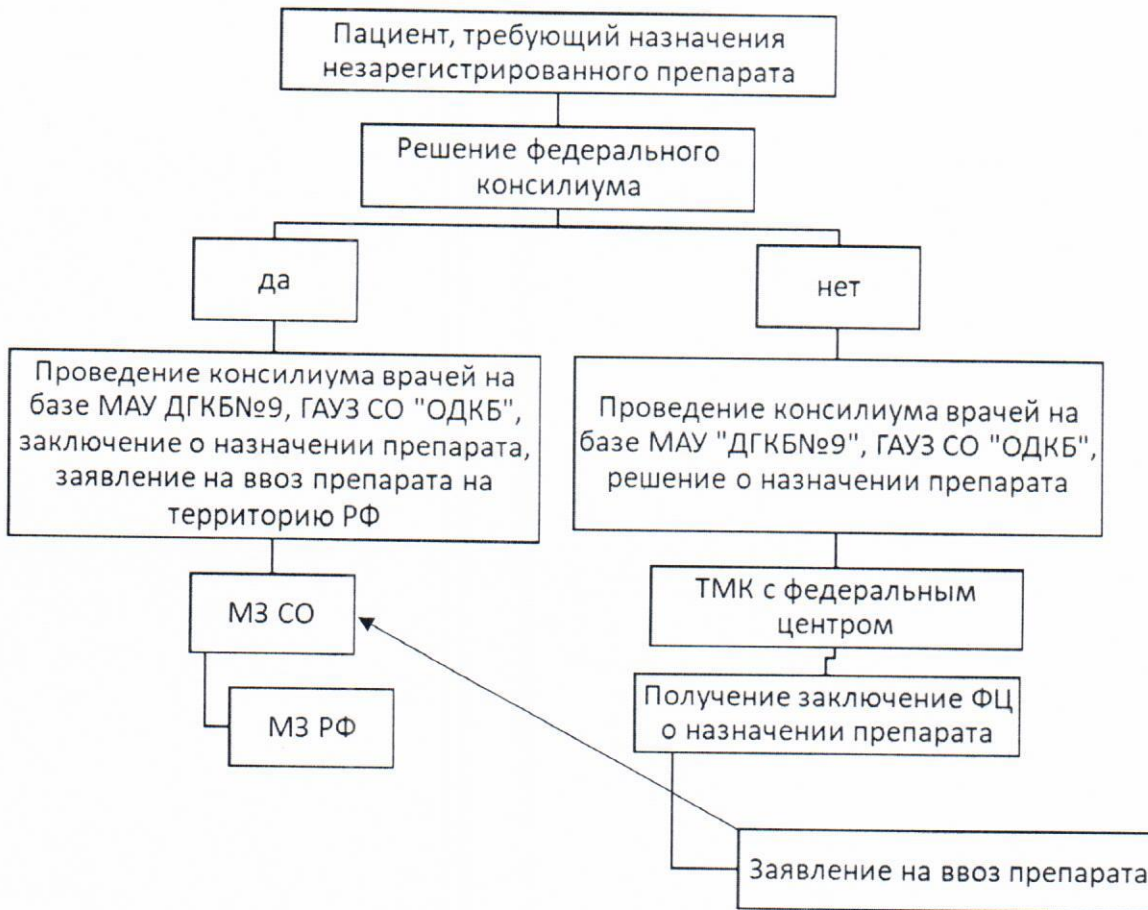 Пациент, требующий назначения
незарегистрированного препарата
Решение федерального
консилиума
да
нет
Проведение консилиума врачей на
базе МАУ ДГКБ№9, ГАУЗ СО "ОДКБ",
заключение о назначении препарата,
заявление на ввоз препарата на
территорию РФ
Проведение консилиума врачей на
базе МАУ "ДГКБ№9", ГАУЗ СО "ОДКБ",
решение о назначении препарата
МЗ СО
ТМК с федеральным
центром
МЗ РФ
Получение заключение ФЦ
о назначении препарата
Заявление на ввоз препарата